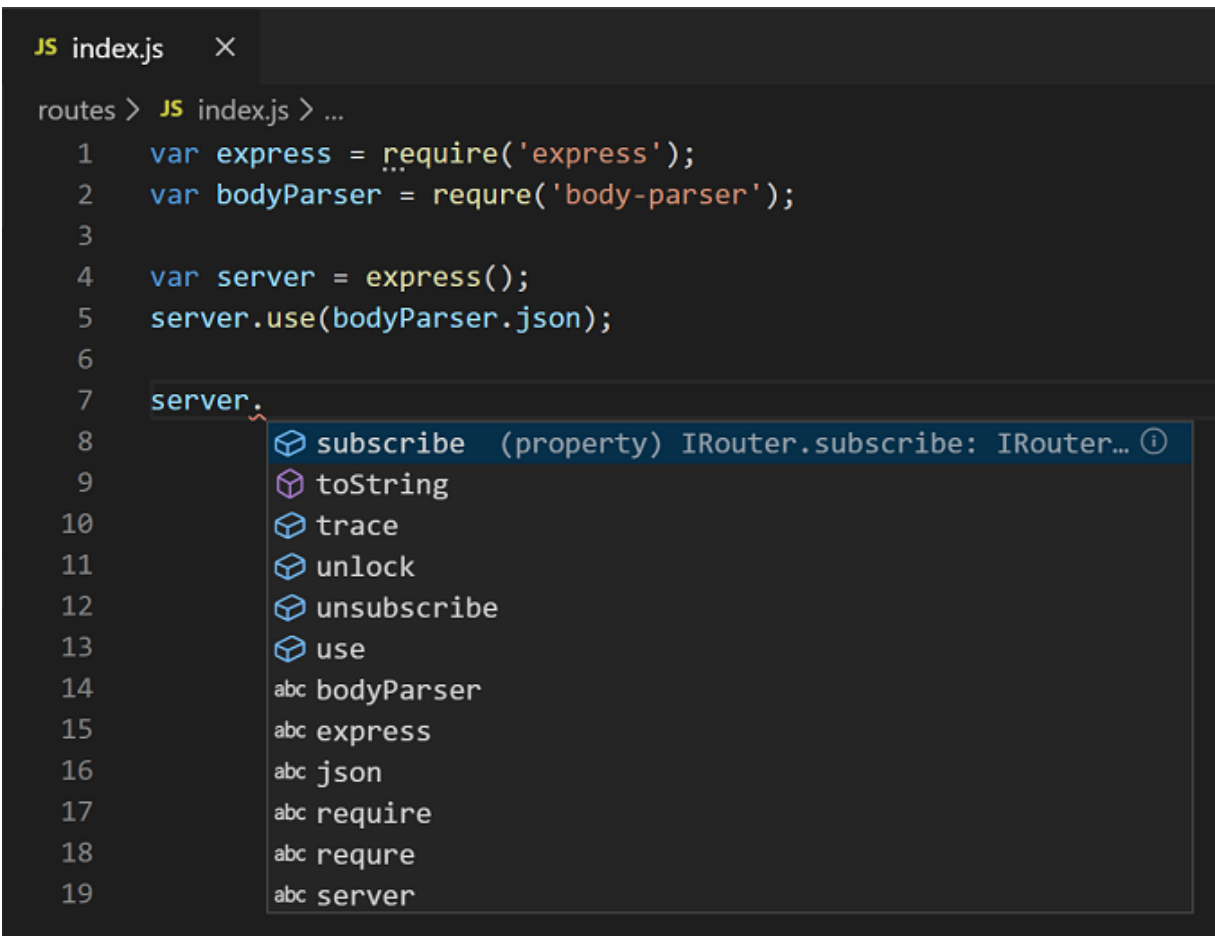 JS index.js ×
routes > JS index.js > ...
1 var express = require('express');
2 var bodyParser = requre('body-parser');
3
4 var server = express();
5 server.use(bodyParser.json);
6
7 server.
8 subscribe (property) IRouter.subscribe: IRouter…
9 toString
10 trace
11 unlock
12 unsubscribe
13 use
14 abc bodyParser
15 abc express
16 abc json
17 abc require
18 abc requre
19 abc server